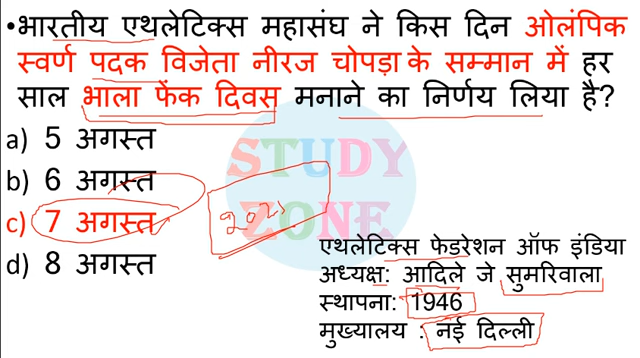 •भारतीय एथलेटिक्स महासंघ ने किस दिन ओलंपिक
स्वर्ण पदक विजेता नीरज चोपड़ा के सम्मान में हर
साल भाला फेंक दिवस मनाने का निर्णय लिया है?
a) 5 अगस्त
b) 6 अगस्त
c) 7 अगस्त
d) 8 अगस्त
STUDY
ZONE
एथलेटिक्स फेडरेशन ऑफ इंडिया
अध्यक्ष: आदिले जे सुमरिवाला
स्थापना: 1946
मुख्यालय : नई दिल्ली